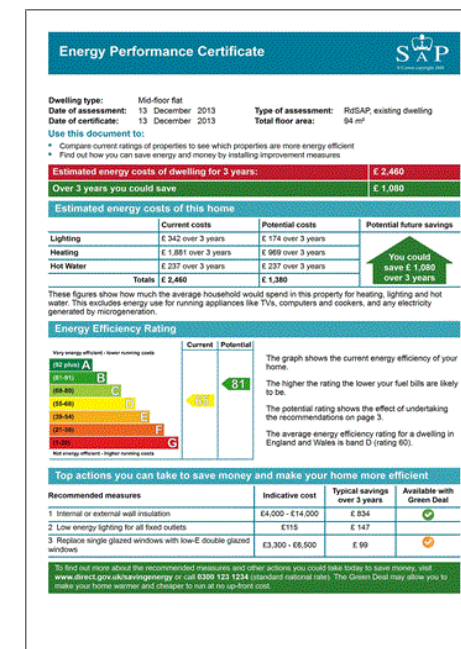 Energy Performance Certificate
SAP
Dwelling type: Mid-floor flat
Date of assessment: 13 December 2013 Type of assessment: RdSAP, existing dwelling
Date of certificate: 13 December 2013 Total floor area: 94 m²
Use this document to:
• Compare current ratings of properties to see which properties are more energy efficient
• Find out how you can save energy and money by installing improvement measures
Estimated energy costs of dwelling for 3 years: £ 2,460
Over 3 years you could save £ 1,080
Estimated energy costs of this home
Current costs Potential costs Potential future savings
Lighting £ 342 over 3 years £ 174 over 3 years
Heating £ 1,881 over 3 years £ 969 over 3 years
Hot Water £ 237 over 3 years £ 237 over 3 years
Totals £ 2,460 £ 1,380
You could
save £ 1,080
over 3 years
These figures show how much the average household would spend in this property for heating, lighting and hot
water. This excludes energy use for running appliances like TVs, computers and cookers, and any electricity
generated by microgeneration.
Energy Efficiency Rating
Current Potential
Very energy efficient - lower running costs
(92 plus) A
(81-91) B
(69-80) C
(55-68) D
(39-54) E
(21-38) F
(1-20) G
Not energy efficient - higher running costs
81
The graph shows the current energy efficiency of your
home.
The higher the rating the lower your fuel bills are likely
to be.
The potential rating shows the effect of undertaking
the recommendations on page 3.
The average energy efficiency rating for a dwelling in
England and Wales is band D (rating 60).
Top actions you can take to save money and make your home more efficient
Recommended measures Indicative cost Typical savings over 3 years Available with Green Deal
1 Internal or external wall insulation £4,000 - £14,000 £ 834
2 Low energy lighting for all fixed outlets £115 £ 147
3 Replace single glazed windows with low-E double glazed
windows £3,300 - £6,500 £ 99
To find out more about the recommended measures and other actions you could take today to save money, visit
www.direct.gov.uk/savingenergy or call 0300 123 1234 (standard national rate). The Green Deal may allow you to
make your home warmer and cheaper to run at no up-front cost.